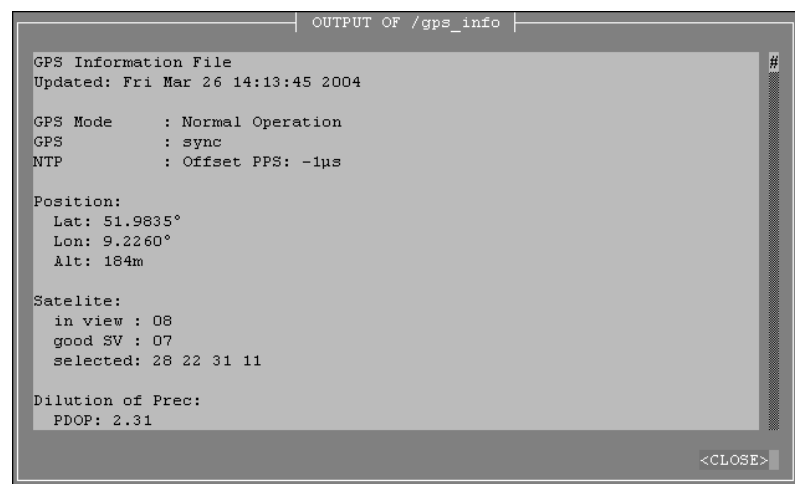 OUTPUT OF /gps_info
GPS Information File #
Updated: Fri Mar 26 14:13:45 2004
GPS Mode : Normal Operation
GPS : sync
NTP : Offset PPS: -1µs
Position:
Lat: 51.9835°
Lon: 9.2260°
Alt: 184m
Satelite:
in view : 08
good SV : 07
selected: 28 22 31 11
Dilution of Prec:
PDOP: 2.31
<CLOSE>